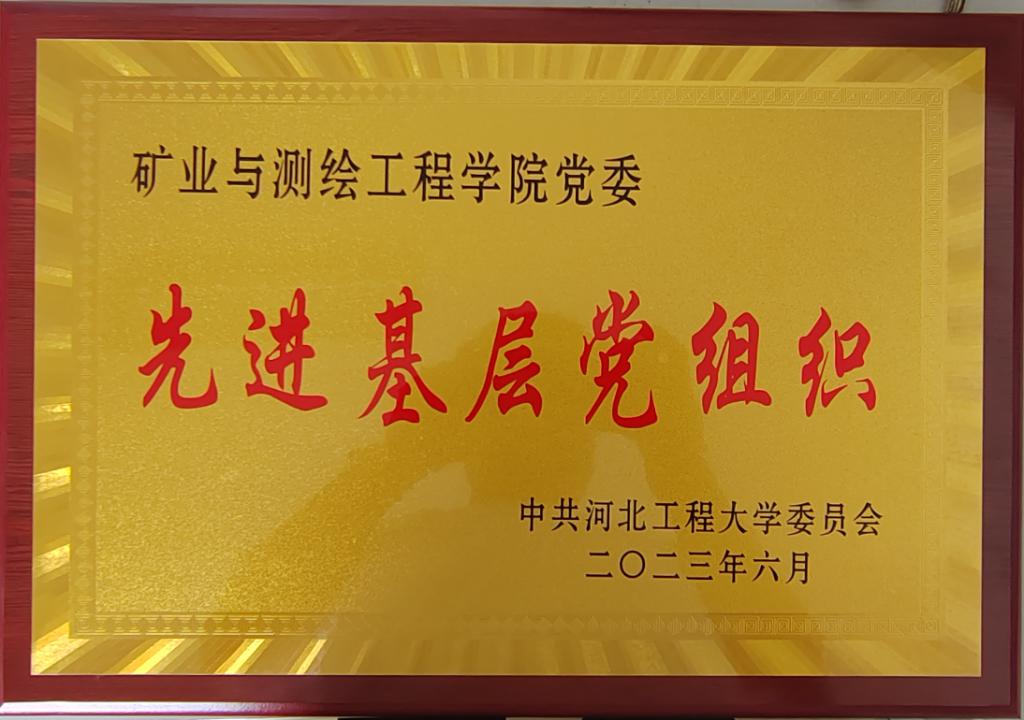 矿业与测绘工程学院党委
先进基层党组织
中共河北工程大学委员会
二〇二三年六月